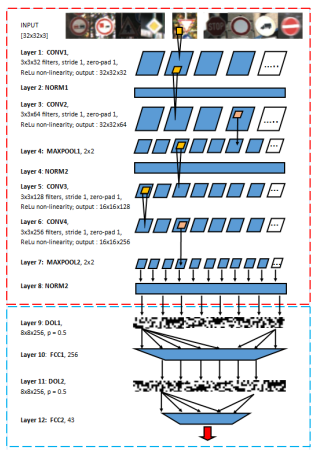 INPUT
[32x32x3]
Layer 1: CONV1,
3x3x32 filters, stride 1, zero-pad 1,
ReLu non-linearity; output : 32x32x32
Layer 2: NORM1
Layer 3: CONV2,
3x3x64 filters, stride 1, zero-pad 1,
ReLu non-linearity; output : 32x32x64
Layer 4: MAXPOOL1, 2x2
Layer 4: NORM2
Layer 5: CONV3,
3x3x128 filters, stride 1, zero-pad 1,
ReLu non-linearity; output : 16x16x128
Layer 6: CONV4,
3x3x256 filters, stride 1, zero-pad 1,
ReLu non-linearity; output : 16x16x256
Layer 7: MAXPOOL2, 2x2
Layer 8: NORM2
Layer 9: DOL1,
8x8x256, p = 0.5
Layer 10: FCC1, 256
Layer 11: DOL2,
8x8x256, p = 0.5
Layer 12: FCC2, 43